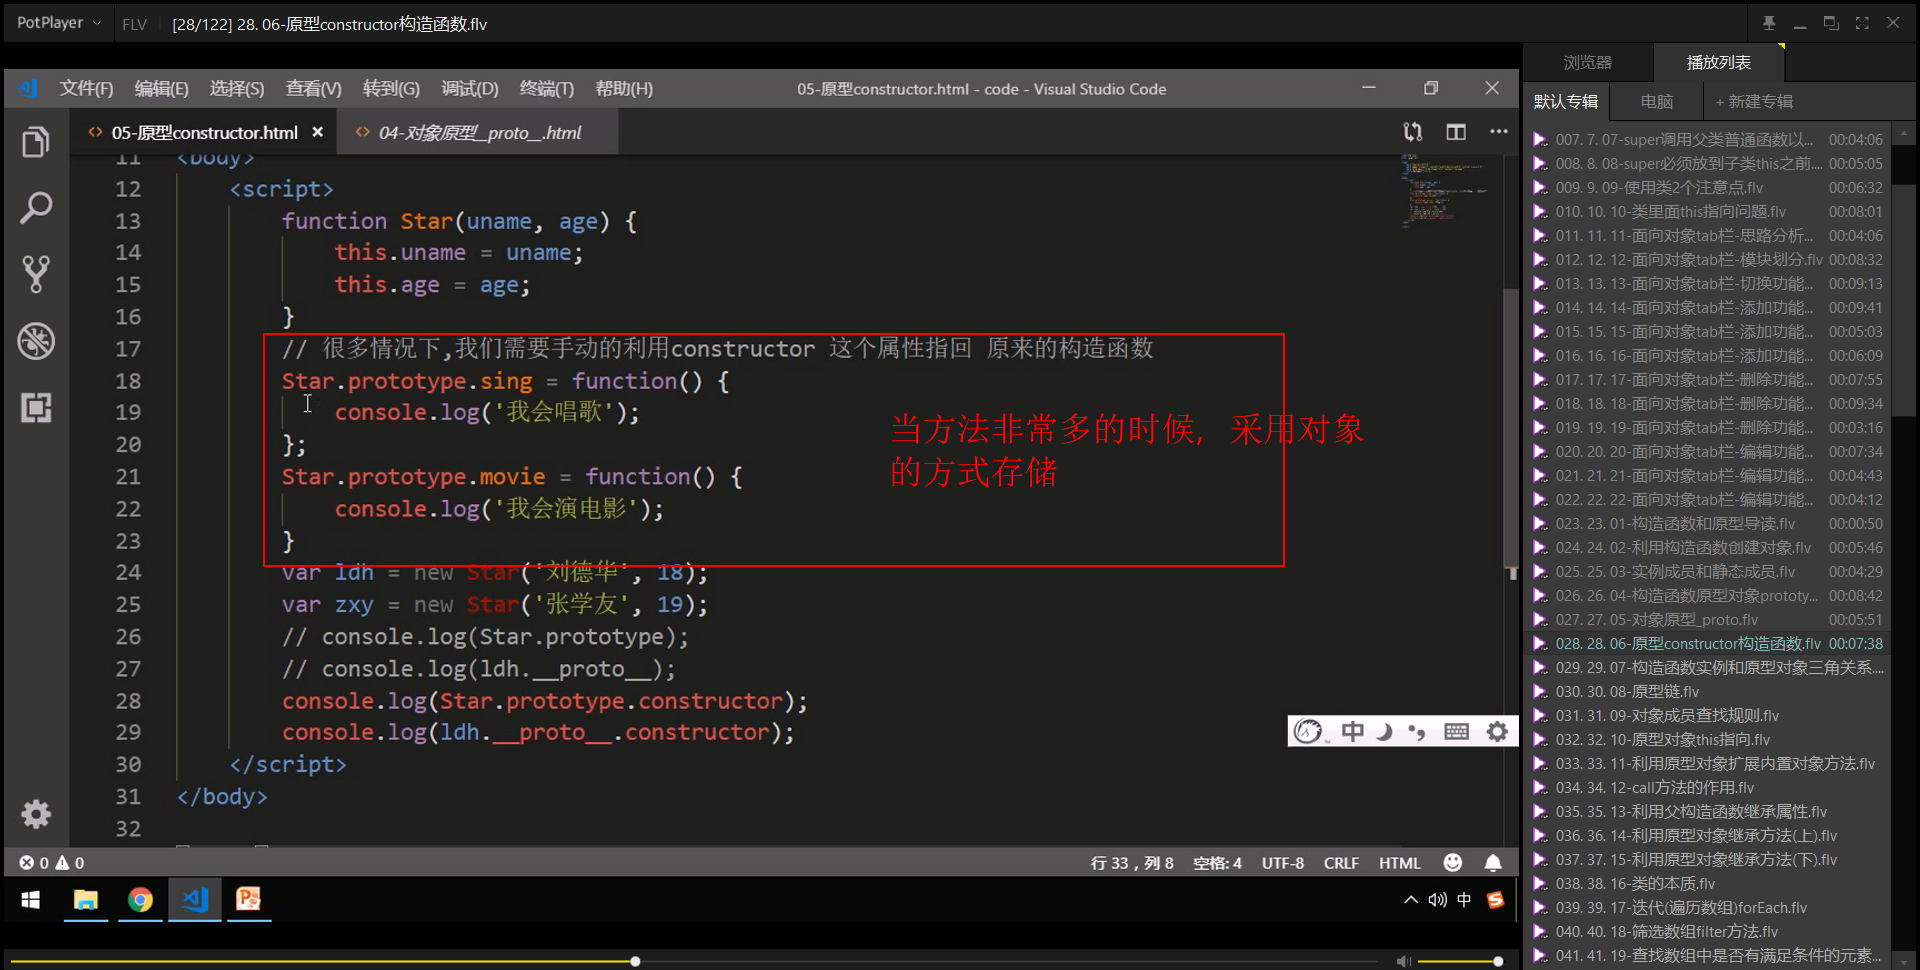 PotPlayer
FLV
[28/122] 28. 06-原型constructor构造函数.flv
文件(F) 编辑(E) 选择(S) 查看(V) 转到(G) 调试(D) 终端(T) 帮助(H)
05-原型constructor.html - code - Visual Studio Code
05-原型constructor.html
04-对象原型__proto__.html
11 <body>
12 <script>
13 function Star(uname, age) {
14 this.uname = uname;
15 this.age = age;
16 }
17 // 很多情况下,我们需要手动的利用constructor 这个属性指回 原来的构造函数
18 Star.prototype.sing = function() {
19 console.log('我会唱歌');
20 };
21 Star.prototype.movie = function() {
22 console.log('我会演电影');
23 }
24 var ldh = new Star('刘德华', 18);
25 var zxy = new Star('张学友', 19);
26 // console.log(Star.prototype);
27 // console.log(ldh.__proto__);
28 console.log(Star.prototype.constructor);
29 console.log(ldh.__proto__.constructor);
30 </script>
31 </body>
32
当方法非常多的时候，采用对象
的方式存储
中
0 0
行 33，列 8 空格: 4 UTF-8 CRLF HTML
中
浏览器 播放列表
默认专辑 电脑 + 新建专辑
007. 7. 07-super调用父类普通函数以... 00:04:06
008. 8. 08-super必须放到子类this之前.... 00:05:05
009. 9. 09-使用类2个注意点.flv 00:06:32
010. 10. 10-类里面this指向问题.flv 00:08:01
011. 11. 11-面向对象tab栏-思路分析... 00:04:06
012. 12. 12-面向对象tab栏-模块划分.flv 00:08:32
013. 13. 13-面向对象tab栏-切换功能... 00:09:13
014. 14. 14-面向对象tab栏-添加功能... 00:09:41
015. 15. 15-面向对象tab栏-添加功能... 00:05:03
016. 16. 16-面向对象tab栏-添加功能... 00:06:09
017. 17. 17-面向对象tab栏-删除功能... 00:07:55
018. 18. 18-面向对象tab栏-删除功能... 00:09:34
019. 19. 19-面向对象tab栏-删除功能... 00:03:16
020. 20. 20-面向对象tab栏-编辑功能... 00:07:34
021. 21. 21-面向对象tab栏-编辑功能... 00:04:43
022. 22. 22-面向对象tab栏-编辑功能... 00:04:12
023. 23. 01-构造函数和原型导读.flv 00:00:50
024. 24. 02-利用构造函数创建对象.flv 00:05:46
025. 25. 03-实例成员和静态成员.flv 00:04:29
026. 26. 04-构造函数原型对象prototy... 00:08:42
027. 27. 05-对象原型_proto.flv 00:05:51
028. 28. 06-原型constructor构造函数.flv 00:07:38
029. 29. 07-构造函数实例和原型对象三角关系....
030. 30. 08-原型链.flv
031. 31. 09-对象成员查找规则.flv
032. 32. 10-原型对象this指向.flv
033. 33. 11-利用原型对象扩展内置对象方法.flv
034. 34. 12-call方法的作用.flv
035. 35. 13-利用父构造函数继承属性.flv
036. 36. 14-利用原型对象继承方法(上).flv
037. 37. 15-利用原型对象继承方法(下).flv
038. 38. 16-类的本质.flv
039. 39. 17-迭代(遍历数组)forEach.flv
040. 40. 18-筛选数组filter方法.flv
041. 41. 19-查找数组中是否有满足条件的元素...